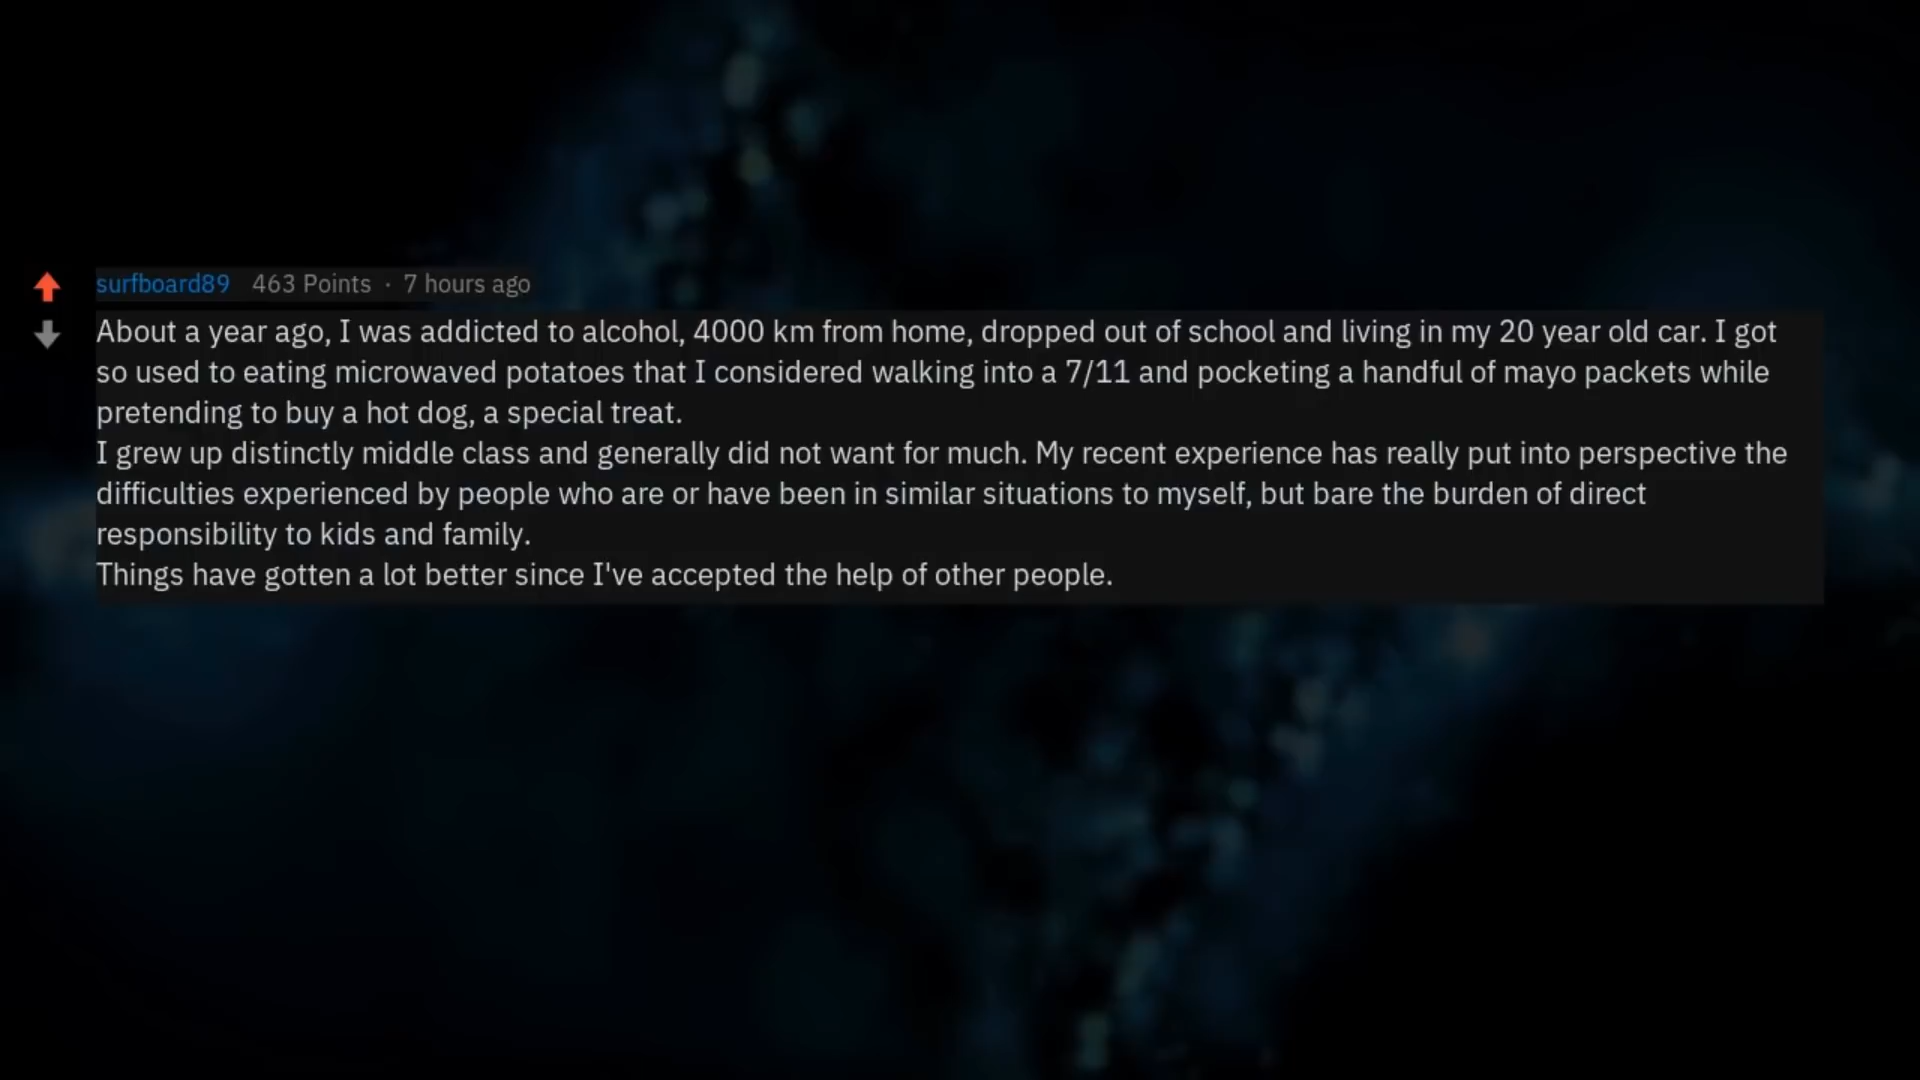 surfboard89 463 Points · 7 hours ago
About a year ago, I was addicted to alcohol, 4000 km from home, dropped out of school and living in my 20 year old car. I got
so used to eating microwaved potatoes that I considered walking into a 7/11 and pocketing a handful of mayo packets while
pretending to buy a hot dog, a special treat.
I grew up distinctly middle class and generally did not want for much. My recent experience has really put into perspective the
difficulties experienced by people who are or have been in similar situations to myself, but bare the burden of direct
responsibility to kids and family.
Things have gotten a lot better since I've accepted the help of other people.